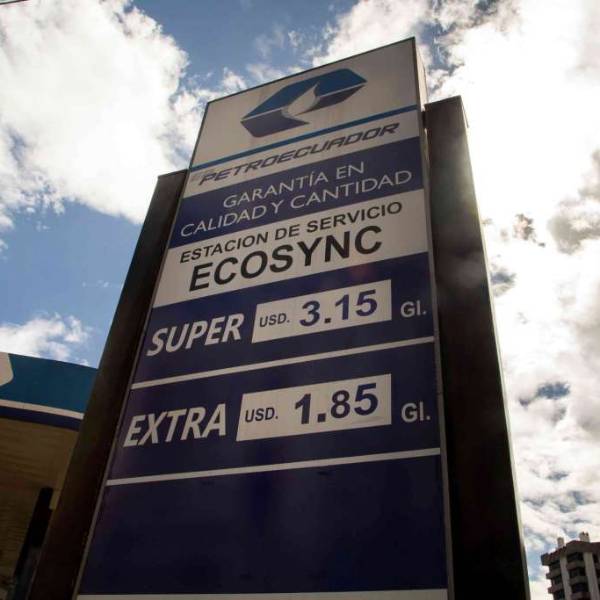 PETROECUADOR
GARANTÍA EN
CALIDAD Y CANTIDAD
ESTACION DE SERVICIO
ECOSYNC
SUPER USD. 3.15 Gl.
EXTRA USD. 1.85 Gl.